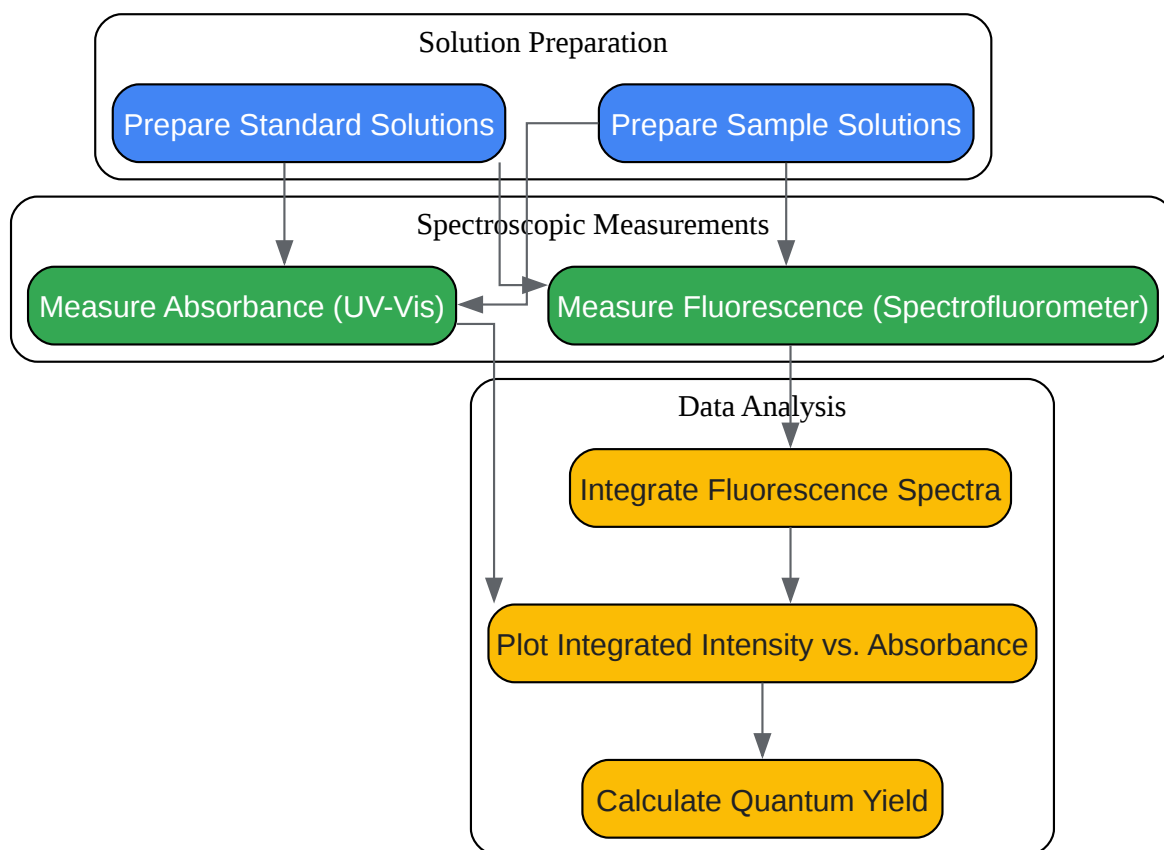 Solution Preparation
Prepare Standard Solutions
Prepare Sample Solutions
Spectroscopic Measurements
Measure Absorbance (UV-Vis)
Measure Fluorescence (Spectrofluorometer)
Data Analysis
Integrate Fluorescence Spectra
Plot Integrated Intensity vs. Absorbance
Calculate Quantum Yield